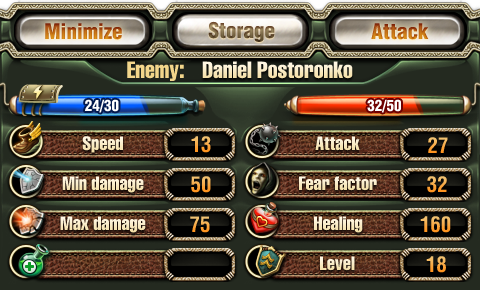 Minimize Storage Attack
Enemy: Daniel Postoronko
24/30 32/50
Speed 13 Attack 27
Min damage 50 Fear factor 32
Max damage 75 Healing 160
Level 18